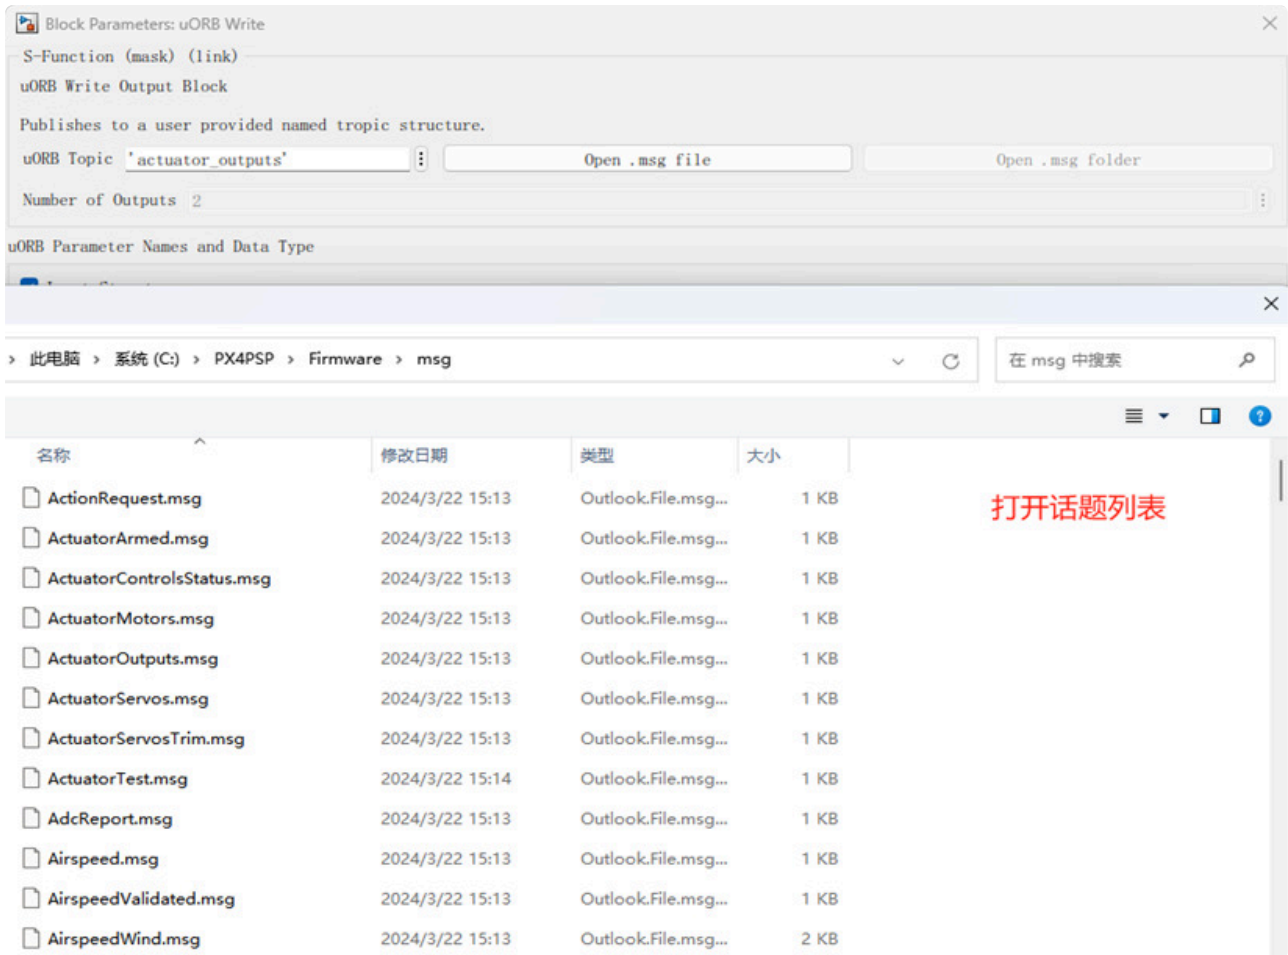 Block Parameters: uORB Write
S-Function (mask) (link)
uORB Write Output Block
Publishes to a user provided named tropic structure.
uORB Topic 'actuator_outputs' Open .msg file Open .msg folder
Number of Outputs 2
uORB Parameter Names and Data Type
> 此电脑 > 系统 (C:) > PX4PSP > Firmware > msg 在 msg 中搜索
名称 修改日期 类型 大小
ActionRequest.msg 2024/3/22 15:13 Outlook.File.msg... 1 KB
打开话题列表
ActuatorArmed.msg 2024/3/22 15:13 Outlook.File.msg... 1 KB
ActuatorControlsStatus.msg 2024/3/22 15:13 Outlook.File.msg... 1 KB
ActuatorMotors.msg 2024/3/22 15:13 Outlook.File.msg... 1 KB
ActuatorOutputs.msg 2024/3/22 15:13 Outlook.File.msg... 1 KB
ActuatorServos.msg 2024/3/22 15:13 Outlook.File.msg... 1 KB
ActuatorServosTrim.msg 2024/3/22 15:13 Outlook.File.msg... 1 KB
ActuatorTest.msg 2024/3/22 15:14 Outlook.File.msg... 1 KB
AdcReport.msg 2024/3/22 15:13 Outlook.File.msg... 1 KB
Airspeed.msg 2024/3/22 15:13 Outlook.File.msg... 1 KB
AirspeedValidated.msg 2024/3/22 15:13 Outlook.File.msg... 1 KB
AirspeedWind.msg 2024/3/22 15:13 Outlook.File.msg... 2 KB